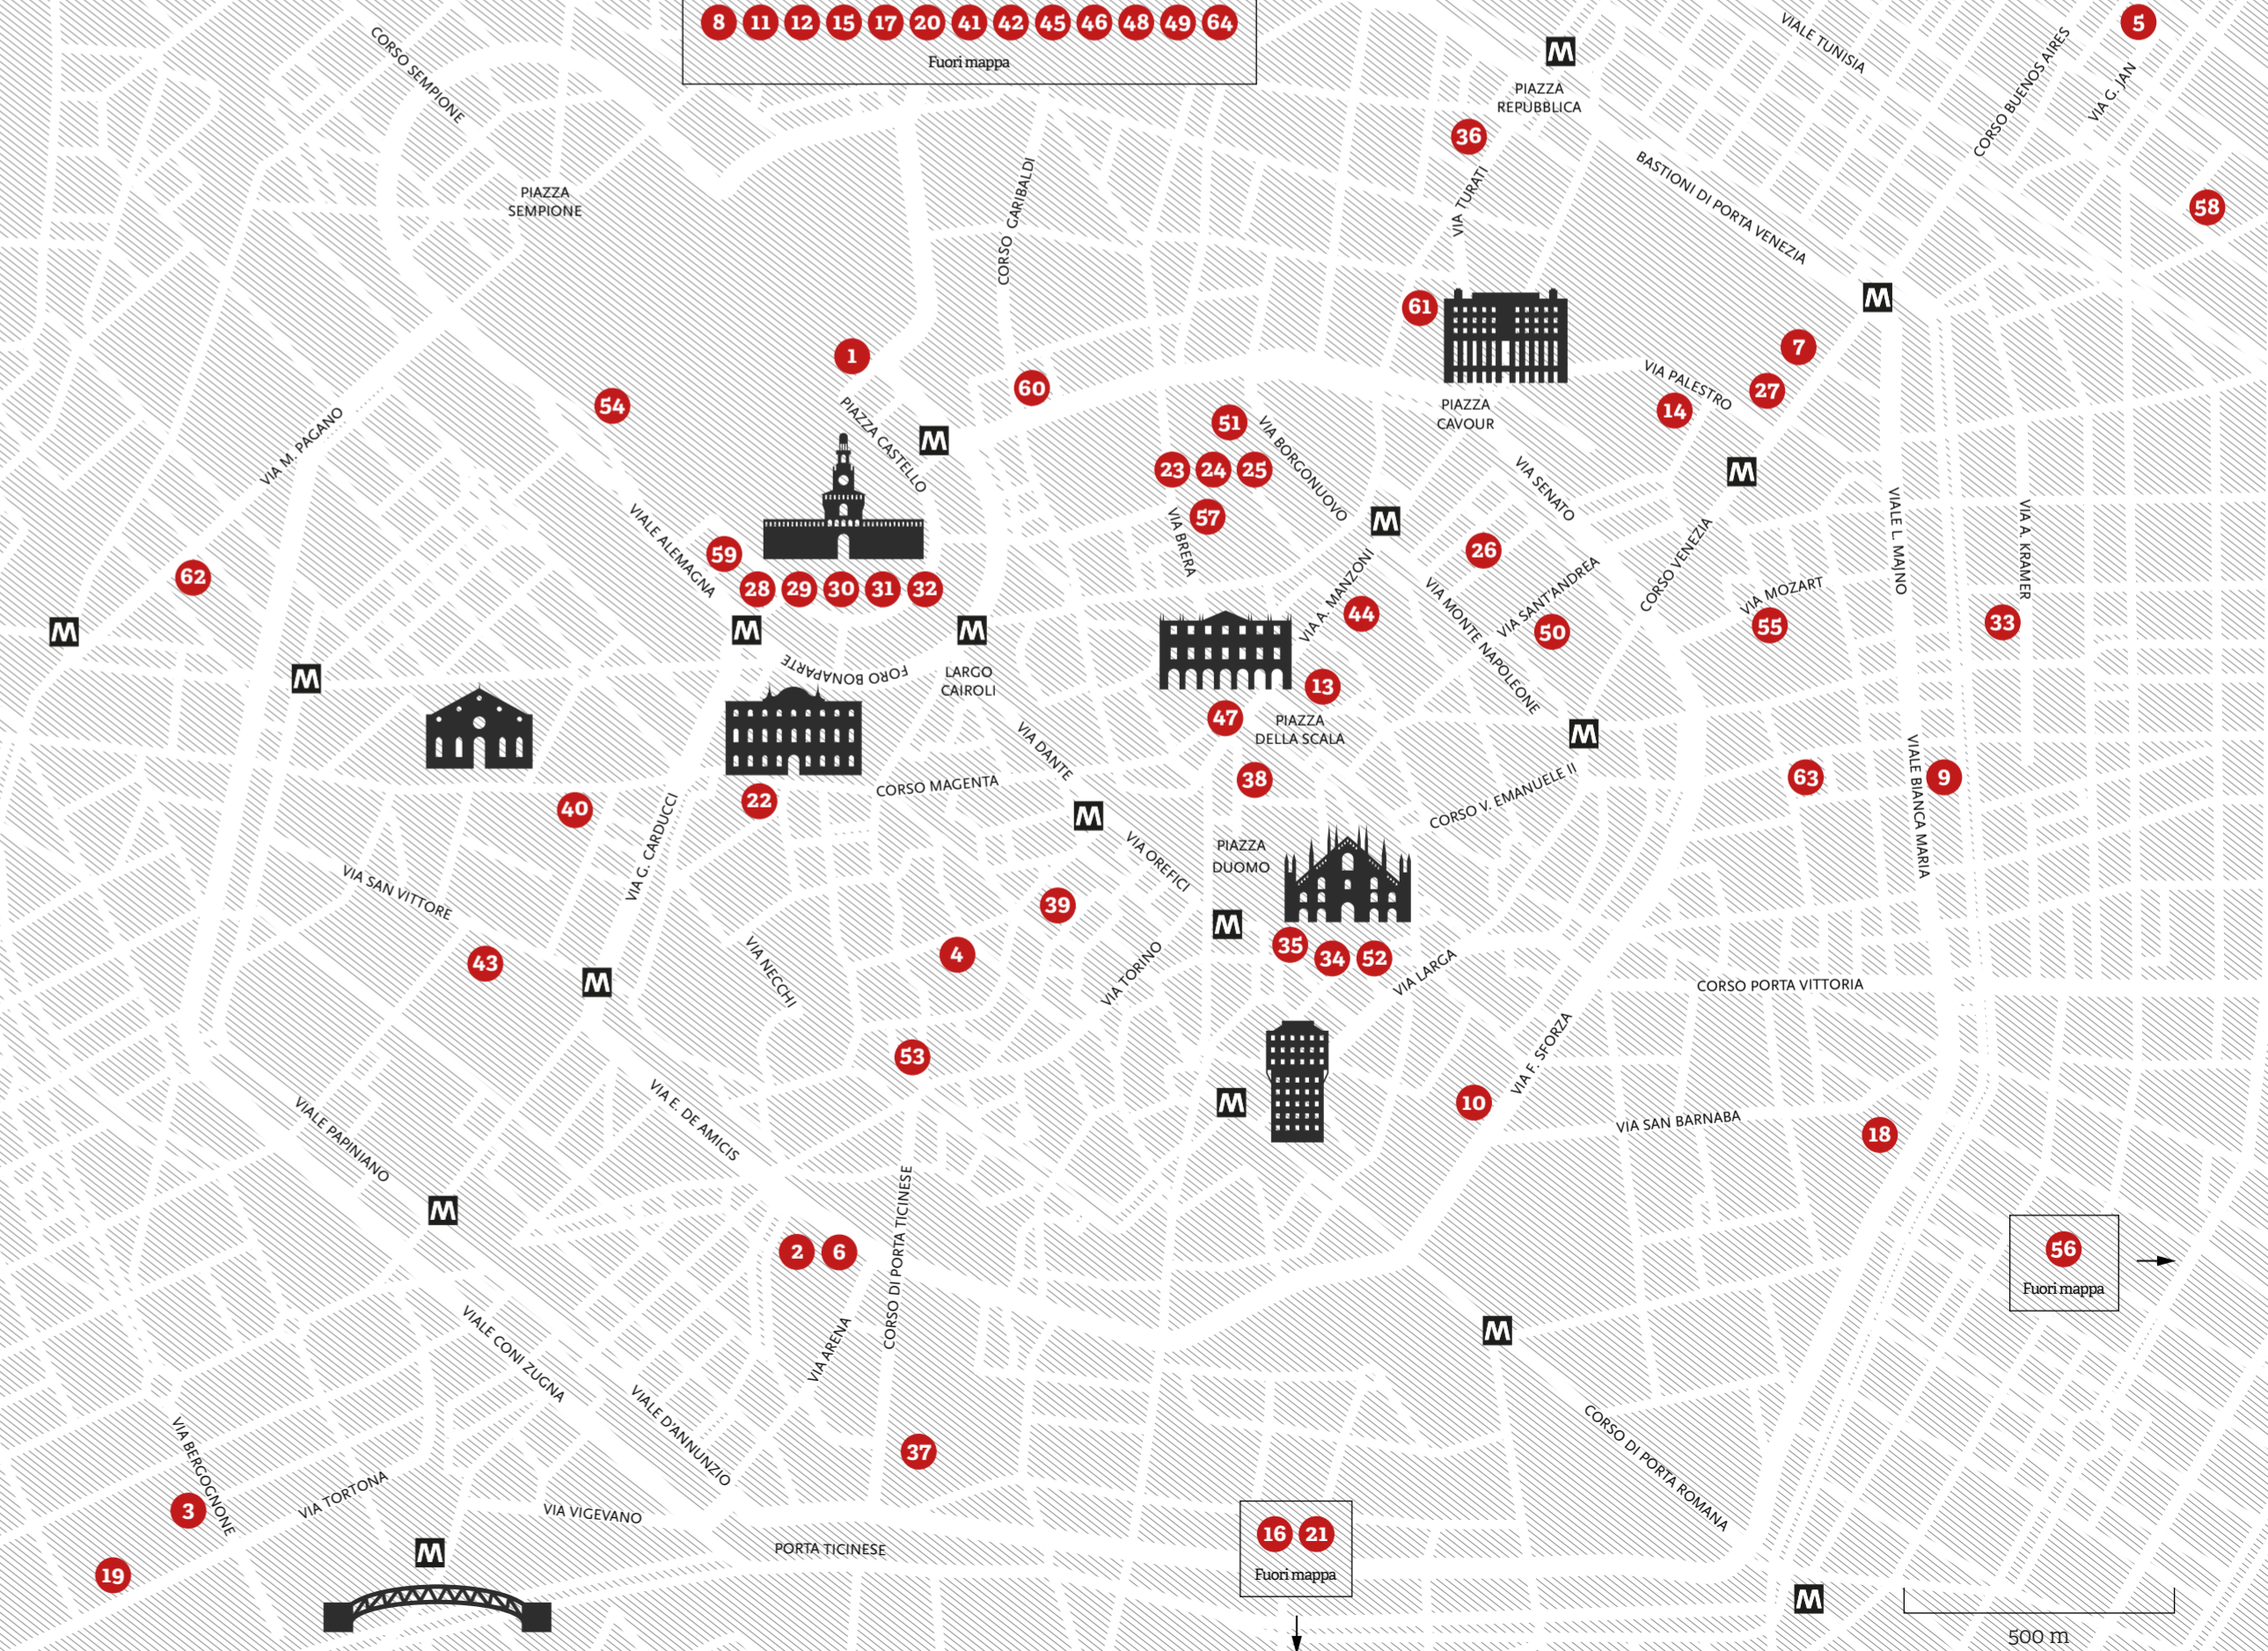 8 11 12 15 17 20 41 42 45 46 48 49 64
Fuori mappa
5
VIALE TUNISIA
CORSO BUENOS AIRES
VIA G. JAN
CORSO SEMPIONE
M
PIAZZA
REPUBBLICA
36
PIAZZA
SEMPIONE
CORSO GARIBALDI
VIA TURATI
BASTIONI DI PORTA VENEZIA
58
M
61
1
7
60
54
VIA PALESTRO
27
14
PIAZZA
CAVOUR
VIA M. PAGANO
PIAZZA CASTELLO
M
51
VIA BORGONUOVO
23 24 25
M
VIA SENATO
57
VIA BRERA
M
VIALE ALEMAGNA
59
26
CORSO VENEZIA
VIALE L. MAJNO
VIA A. KRAMER
62
28 29 30 31 32
VIA A. MANZONI
44
VIA MONTE NAPOLEONE
VIA SANT'ANDREA
50
VIA MOZART
55
33
M
M
M
FORO BONAPARTE
LARGO
CAIROLI
M
13
47
PIAZZA
DELLA SCALA
M
VIA DANTE
38
CORSO MAGENTA
22
40
CORSO V. EMANUELE II
63
VIALE BIANCA MARIA
9
M
VIA G. CARDUCCI
VIA OREFICI
PIAZZA
DUOMO
VIA SAN VITTORE
39
M
43
4
35 34 52
VIA NECCHI
VIA TORINO
VIA LARGA
M
CORSO PORTA VITTORIA
53
VIA F. SFORZA
M
10
VIA E. DE AMICIS
VIALE PAPINIANO
VIA SAN BARNABA
18
M
2 6
CORSO DI PORTA TICINESE
56
Fuori mappa
VIALE CONI ZUGNA
VIA ARENA
M
VIALE D'ANNUNZIO
37
CORSO DI PORTA ROMANA
VIA BERGOGNONE
3
VIA TORTONA
VIA VIGEVANO
16 21
Fuori mappa
M
PORTA TICINESE
19
M
500 m